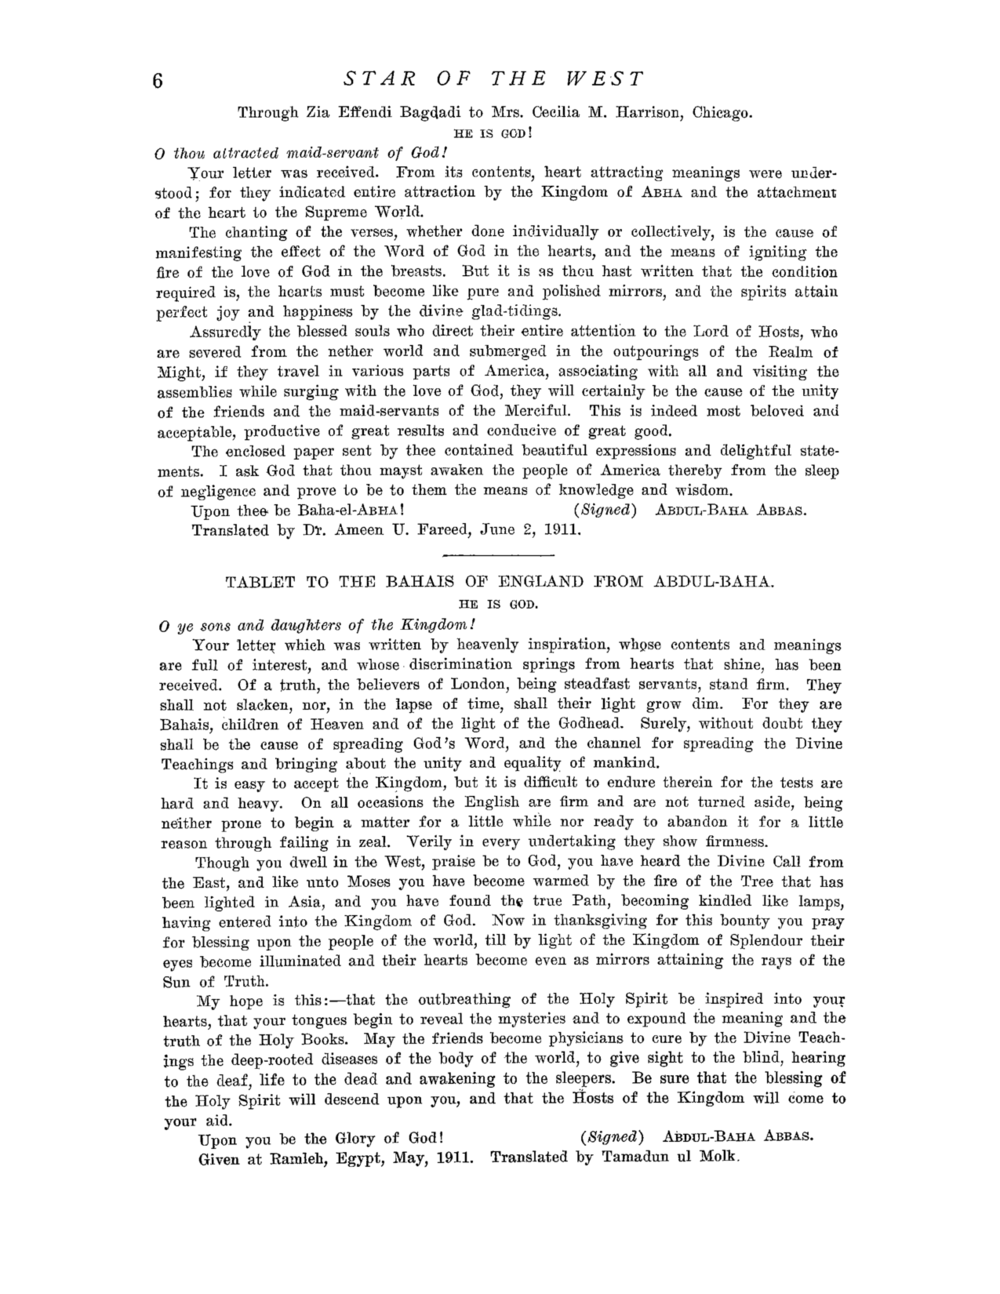 6 STAR OF THE WEST
Through Zia Effendi Bagdadi to Mrs. Cecilia M. Harrison, Chicago.
HE IS GOD!
O thou attracted maid-servant of God!
Your letter was received. From its contents, heart attracting meanings were under-
stood; for they indicated entire attraction by the Kingdom of ABHA and the attachment
of the heart to the Supreme World.
The chanting of the verses, whether done individually or collectively, is the cause of
manifesting the effect of the Word of God in the hearts, and the means of igniting the
fire of the love of God in the breasts. But it is as thou hast written that the condition
required is, the hearts must become like pure and polished mirrors, and the spirits attain
perfect joy and happiness by the divine glad-tidings.
Assuredly the blessed souls who direct their entire attention to the Lord of Hosts, who
are severed from the nether world and submerged in the outpourings of the Realm of
Might, if they travel in various parts of America, associating with all and visiting the
assemblies while surging with the love of God, they will certainly be the cause of the unity
of the friends and the maid-servants of the Merciful. This is indeed most beloved and
acceptable, productive of great results and conducive of great good.
The enclosed paper sent by thee contained beautiful expressions and delightful state-
ments. I ask God that thou mayst awaken the people of America thereby from the sleep
of negligence and prove to be to them the means of knowledge and wisdom.
Upon thee be Baha-el-ABHA! (Signed) ABDUL-BAHA ABBAS.
Translated by Dr. Ameen U. Fareed, June 2, 1911.
TABLET TO THE BAHAIS OF ENGLAND FROM ABDUL-BAHA.
HE IS GOD.
O ye sons and daughters of the Kingdom!
Your letter which was written by heavenly inspiration, whose contents and meanings
are full of interest, and whose discrimination springs from hearts that shine, has been
received. Of a truth, the believers of London, being steadfast servants, stand firm. They
shall not slacken, nor, in the lapse of time, shall their light grow dim. For they are
Bahais, children of Heaven and of the light of the Godhead. Surely, without doubt they
shall be the cause of spreading God's Word, and the channel for spreading the Divine
Teachings and bringing about the unity and equality of mankind.
It is easy to accept the Kingdom, but it is difficult to endure therein for the tests are
hard and heavy. On all occasions the English are firm and are not turned aside, being
neither prone to begin a matter for a little while nor ready to abandon it for a little
reason through failing in zeal. Verily in every undertaking they show firmness.
Though you dwell in the West, praise be to God, you have heard the Divine Call from
the East, and like unto Moses you have become warmed by the fire of the Tree that has
been lighted in Asia, and you have found the true Path, becoming kindled like lamps,
having entered into the Kingdom of God. Now in thanksgiving for this bounty you pray
for blessing upon the people of the world, till by light of the Kingdom of Splendour their
eyes become illuminated and their hearts become even as mirrors attaining the rays of the
Sun of Truth.
My hope is this:—that the outbreathing of the Holy Spirit be inspired into your
hearts, that your tongues begin to reveal the mysteries and to expound the meaning and the
truth of the Holy Books. May the friends become physicians to cure by the Divine Teach-
ings the deep-rooted diseases of the body of the world, to give sight to the blind, hearing
to the deaf, life to the dead and awakening to the sleepers. Be sure that the blessing of
the Holy Spirit will descend upon you, and that the Hosts of the Kingdom will come to
your aid.
Upon you be the Glory of God! (Signed) ABDUL-BAHA ABBAS.
Given at Ramleh, Egypt, May, 1911. Translated by Tamadun ul Molk.